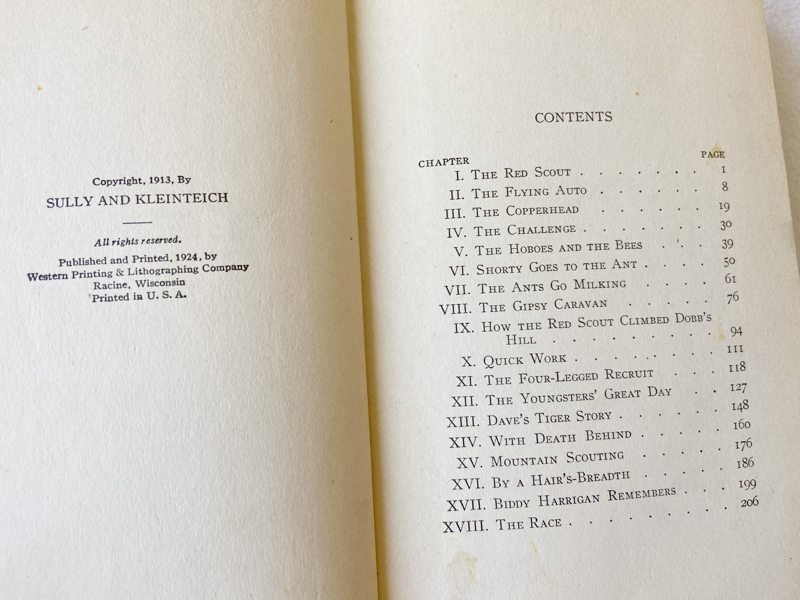 Copyright, 1913, By
SULLY AND KLEINTEICH
All rights reserved.
Published and Printed, 1924, by
Western Printing & Lithographing Company
Racine, Wisconsin
Printed in U. S. A.
CONTENTS
CHAPTER PAGE
I. The Red Scout . . . . . . . 1
II. The Flying Auto . . . . . . 8
III. The Copperhead . . . . . . 19
IV. The Challenge . . . . . . . 30
V. The Hoboes and the Bees . . . 39
VI. Shorty Goes to the Ant . . . . 50
VII. The Ants Go Milking . . . . 61
VIII. The Gipsy Caravan . . . . . 76
IX. How the Red Scout Climbed Dobb's
Hill . . . . . . . . 94
X. Quick Work . . . . . . . . 111
XI. The Four-Legged Recruit . . . 118
XII. The Youngsters' Great Day . . 127
XIII. Dave's Tiger Story . . . . . 148
XIV. With Death Behind . . . . . 160
XV. Mountain Scouting . . . . 176
XVI. By a Hair's-Breadth . . . . 186
XVII. Biddy Harrigan Remembers . . . 199
XVIII. The Race . . . . . . . 206